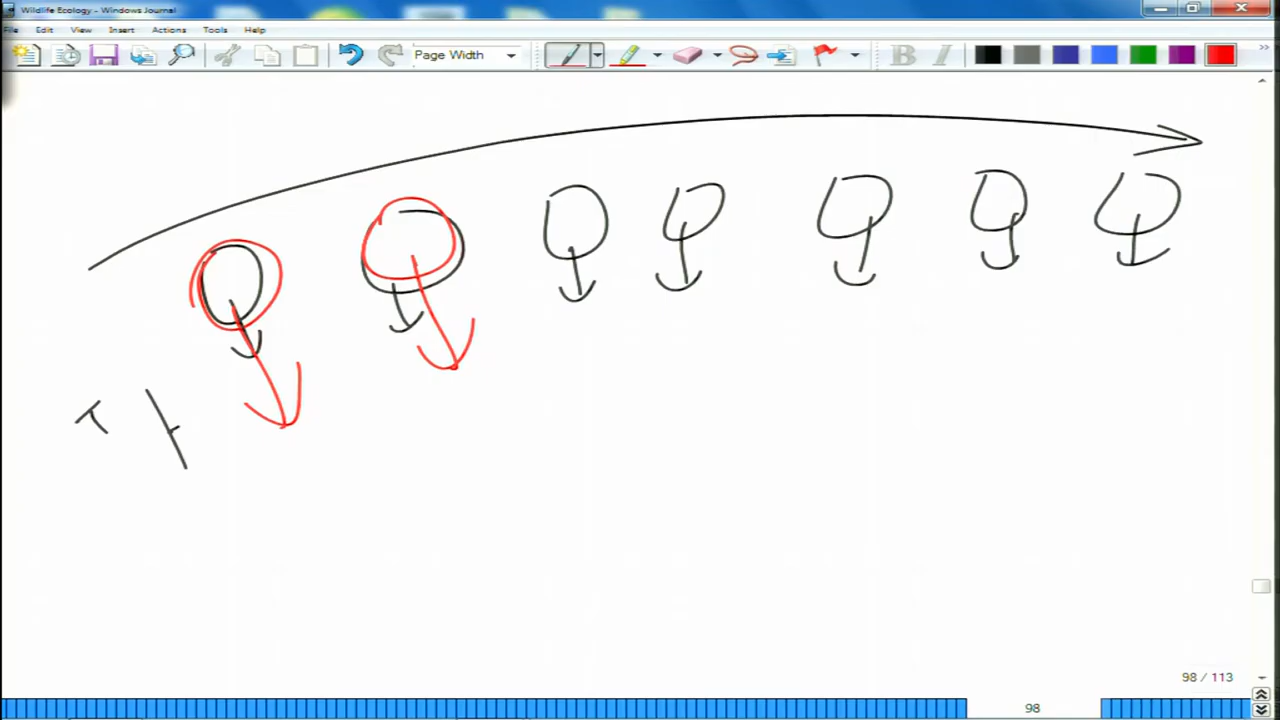 Wildlife Ecology - Windows Journal
File Edit View Insert Actions Tools Help
Page Width B I
98 / 113
98